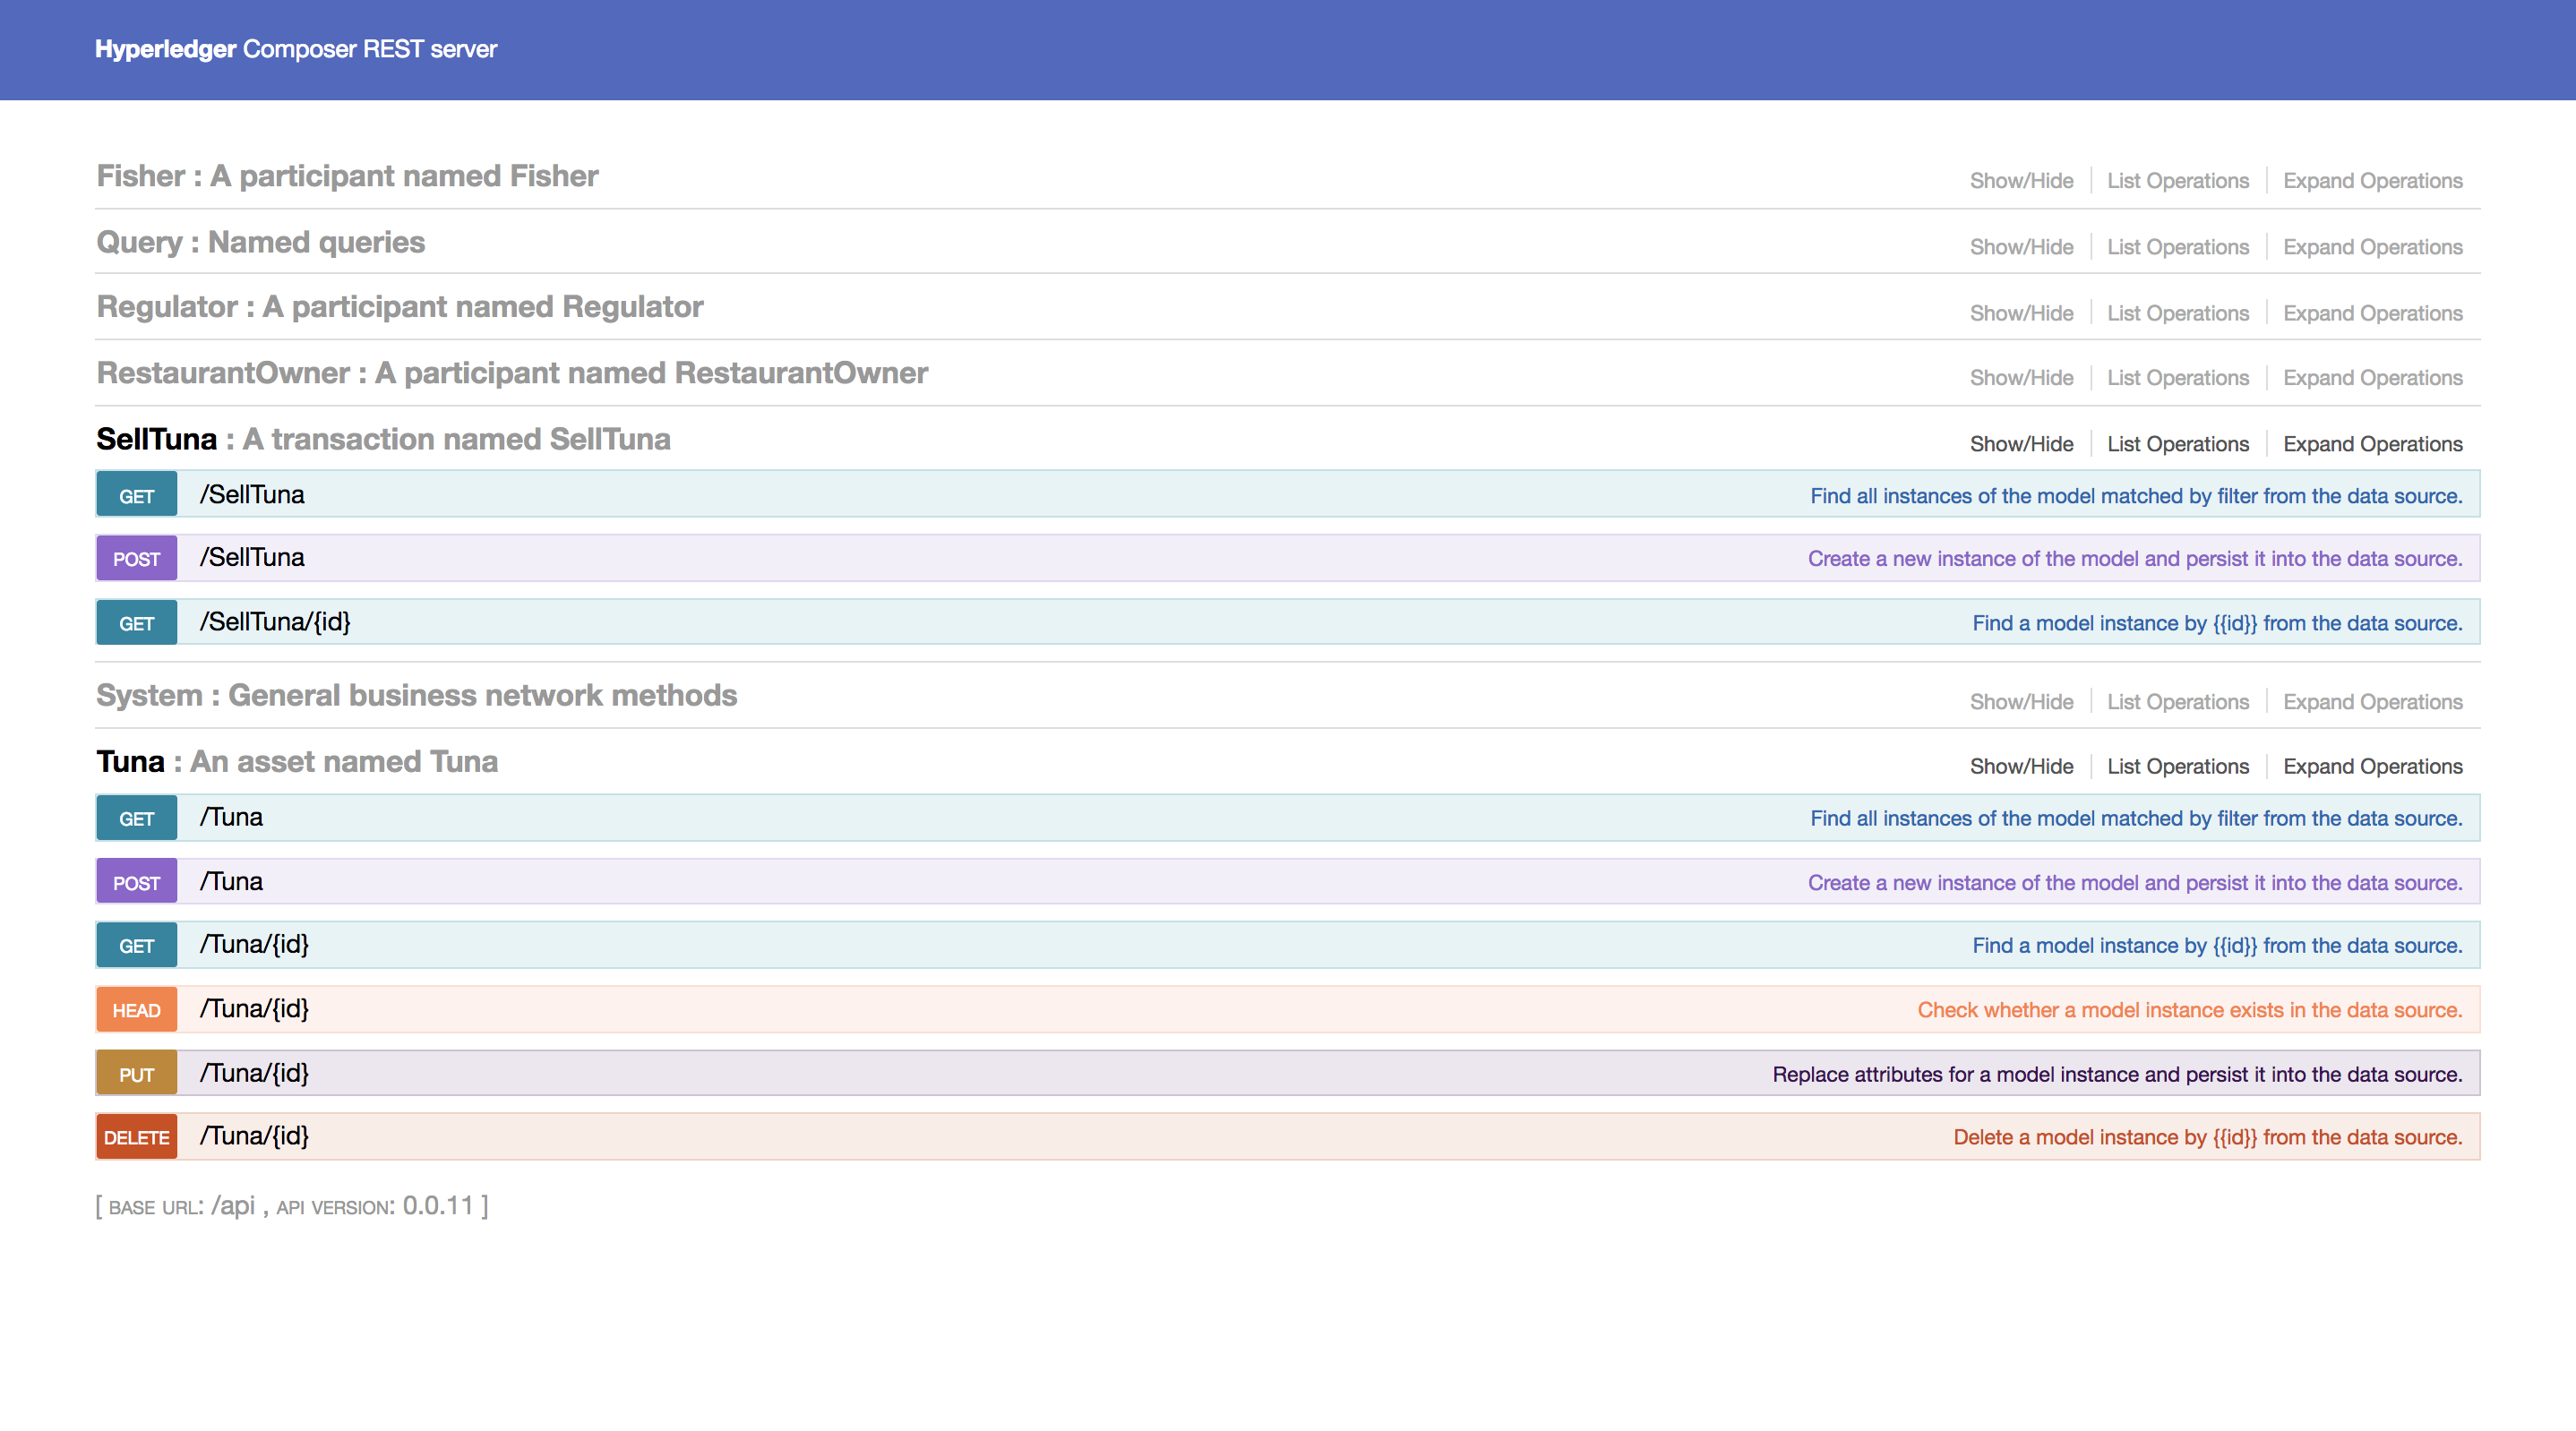 Hyperledger Composer REST server
Fisher : A participant named Fisher Show/Hide List Operations Expand Operations
Query : Named queries Show/Hide List Operations Expand Operations
Regulator : A participant named Regulator Show/Hide List Operations Expand Operations
RestaurantOwner : A participant named RestaurantOwner Show/Hide List Operations Expand Operations
SellTuna : A transaction named SellTuna Show/Hide List Operations Expand Operations
GET /SellTuna Find all instances of the model matched by filter from the data source.
POST /SellTuna Create a new instance of the model and persist it into the data source.
GET /SellTuna/{id} Find a model instance by {{id}} from the data source.
System : General business network methods Show/Hide List Operations Expand Operations
Tuna : An asset named Tuna Show/Hide List Operations Expand Operations
GET /Tuna Find all instances of the model matched by filter from the data source.
POST /Tuna Create a new instance of the model and persist it into the data source.
GET /Tuna/{id} Find a model instance by {{id}} from the data source.
HEAD /Tuna/{id} Check whether a model instance exists in the data source.
PUT /Tuna/{id} Replace attributes for a model instance and persist it into the data source.
DELETE /Tuna/{id} Delete a model instance by {{id}} from the data source.
[ BASE URL: /api , API VERSION: 0.0.11 ]